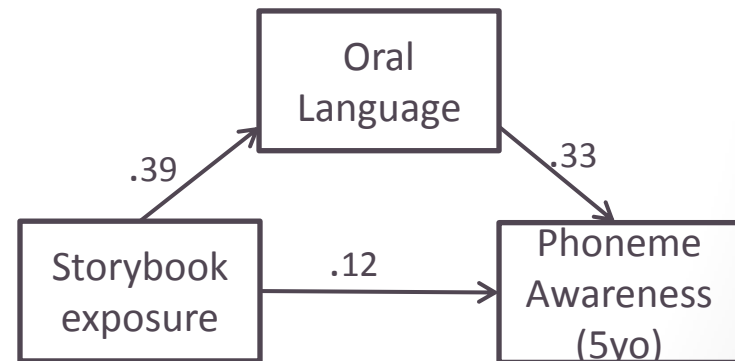 Oral
Language
.39
.33
Storybook
exposure
.12
Phoneme
Awareness
(5yo)